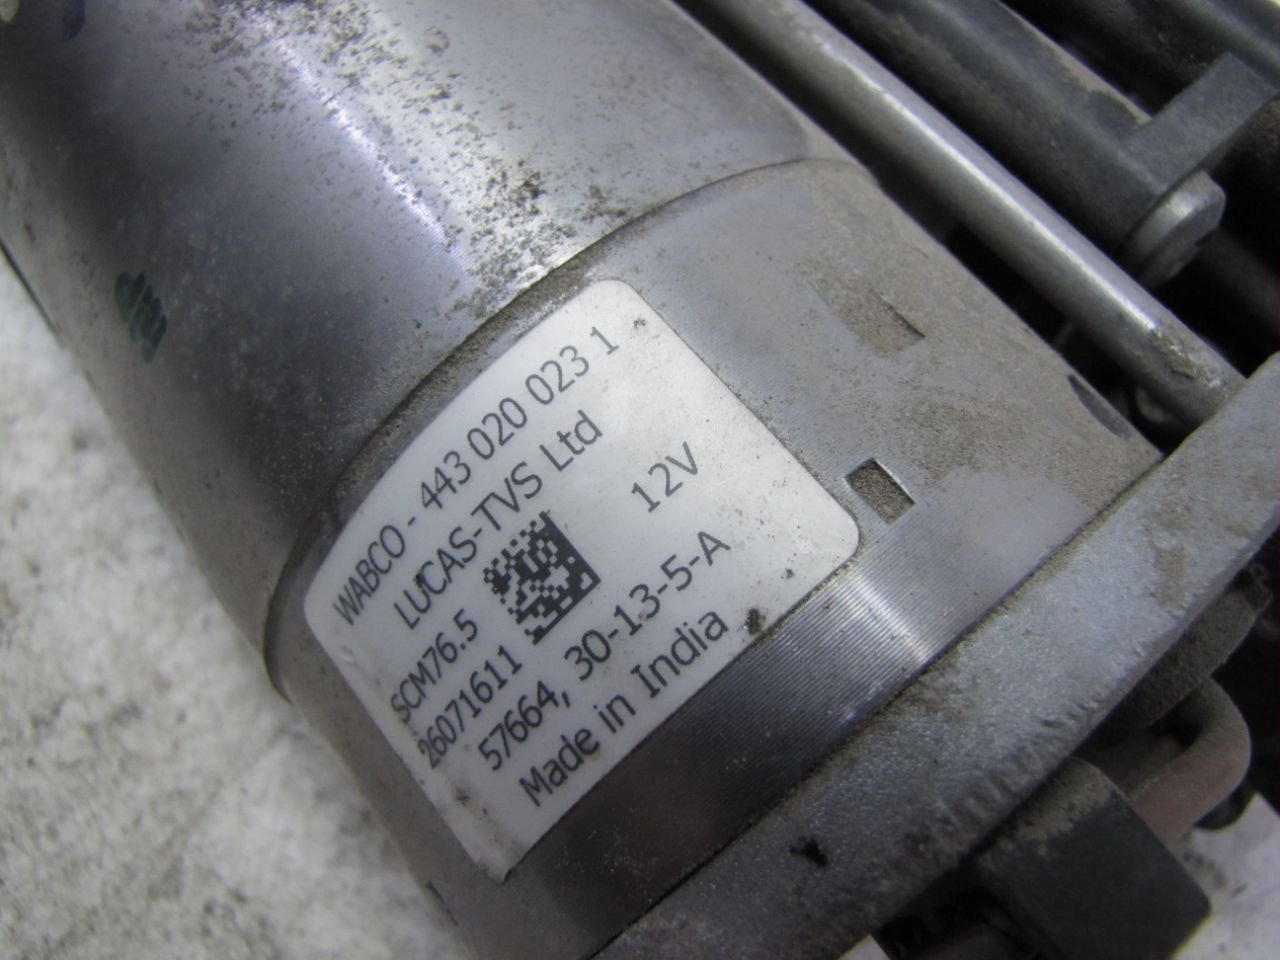 WABCO - 443 020 023 1
LUCAS-TVS Ltd
SCM76.5 12V
26071611
57664, 30-13-5-A
Made in India